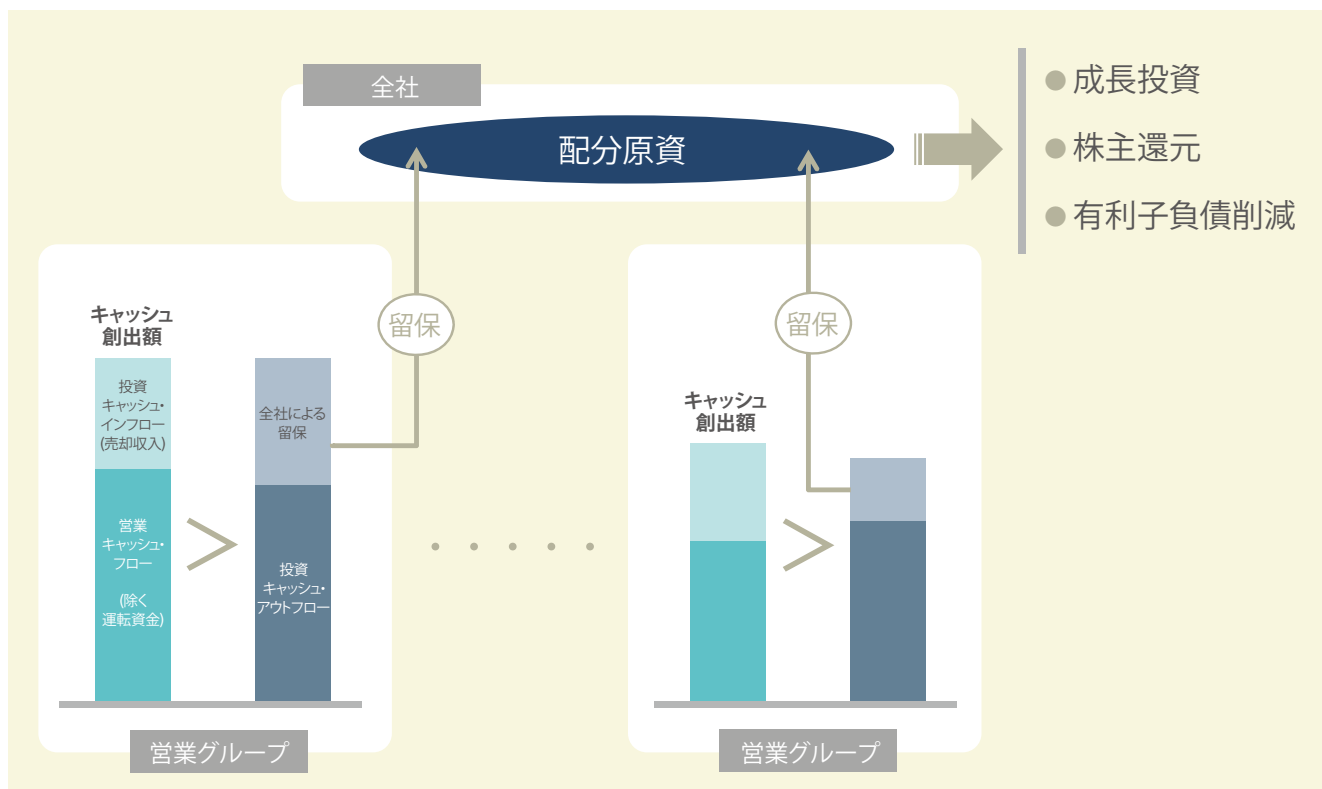 全社
配分原資
● 成長投資
● 株主還元
● 有利子負債削減
留保
留保
キャッシュ
創出額
投資
キャッシュ・
インフロー
(売却収入)
営業
キャッシュ・
フロー
(除く
運転資金)
全社による
留保
投資
キャッシュ・
アウトフロー
営業グループ
キャッシュ
創出額
営業グループ